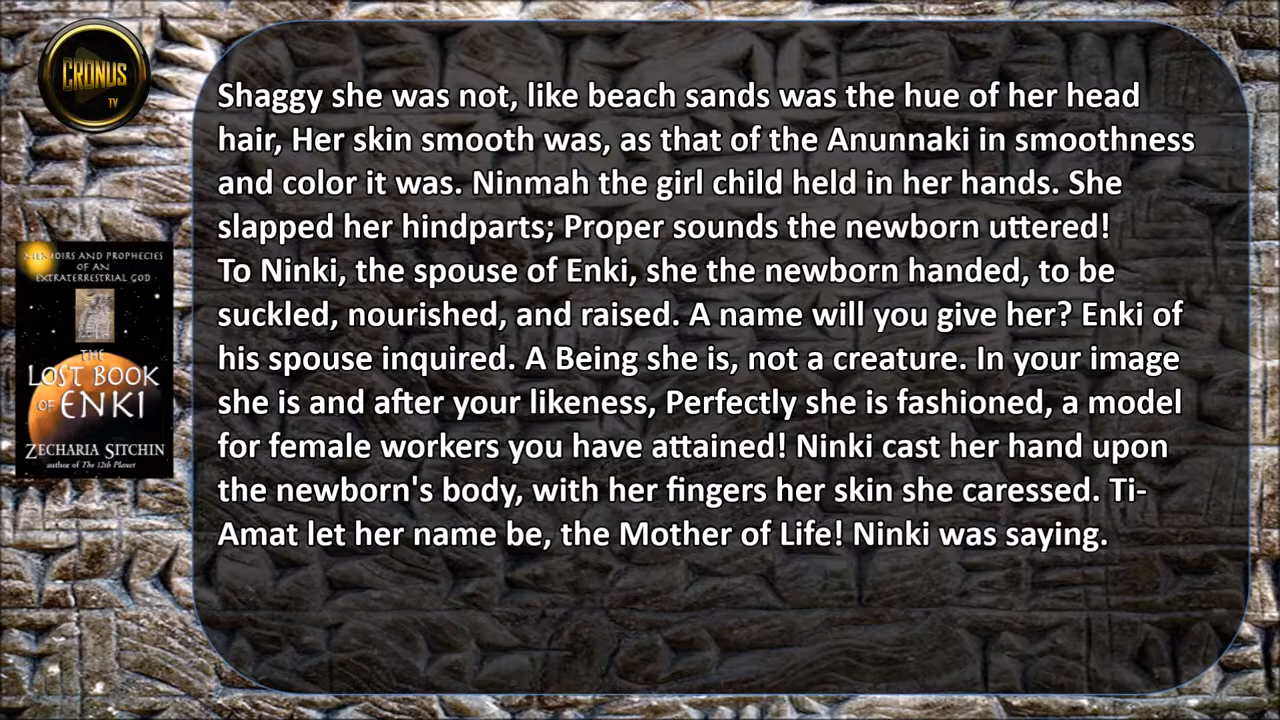 CRONUS
TV
Shaggy she was not, like beach sands was the hue of her head
hair, Her skin smooth was, as that of the Anunnaki in smoothness
and color it was. Ninmah the girl child held in her hands. She
slapped her hindparts; Proper sounds the newborn uttered!
To Ninki, the spouse of Enki, she the newborn handed, to be
suckled, nourished, and raised. A name will you give her? Enki of
his spouse inquired. A Being she is, not a creature. In your image
she is and after your likeness, Perfectly she is fashioned, a model
for female workers you have attained! Ninki cast her hand upon
the newborn's body, with her fingers her skin she caressed. Ti-
Amat let her name be, the Mother of Life! Ninki was saying.
MEMOIRS AND PROPHECIES
OF AN
EXTRATERRESTRIAL GOD
THE
LOST BOOK
OF ENKI
ZECHARIA SITCHIN
author of The 12th Planet